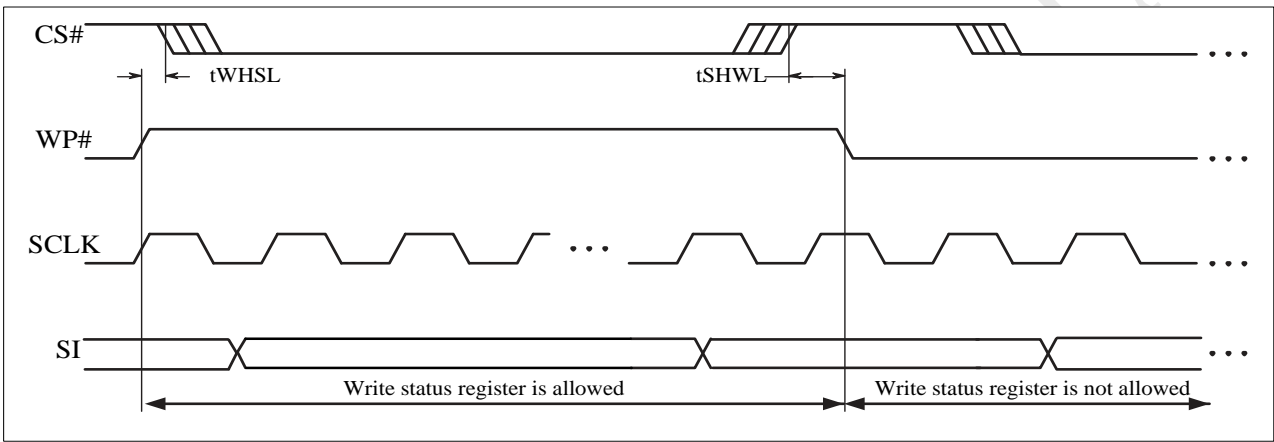 CS#
tWHSL
tSHWL
WP#
SCLK
SI
Write status register is allowed
Write status register is not allowed